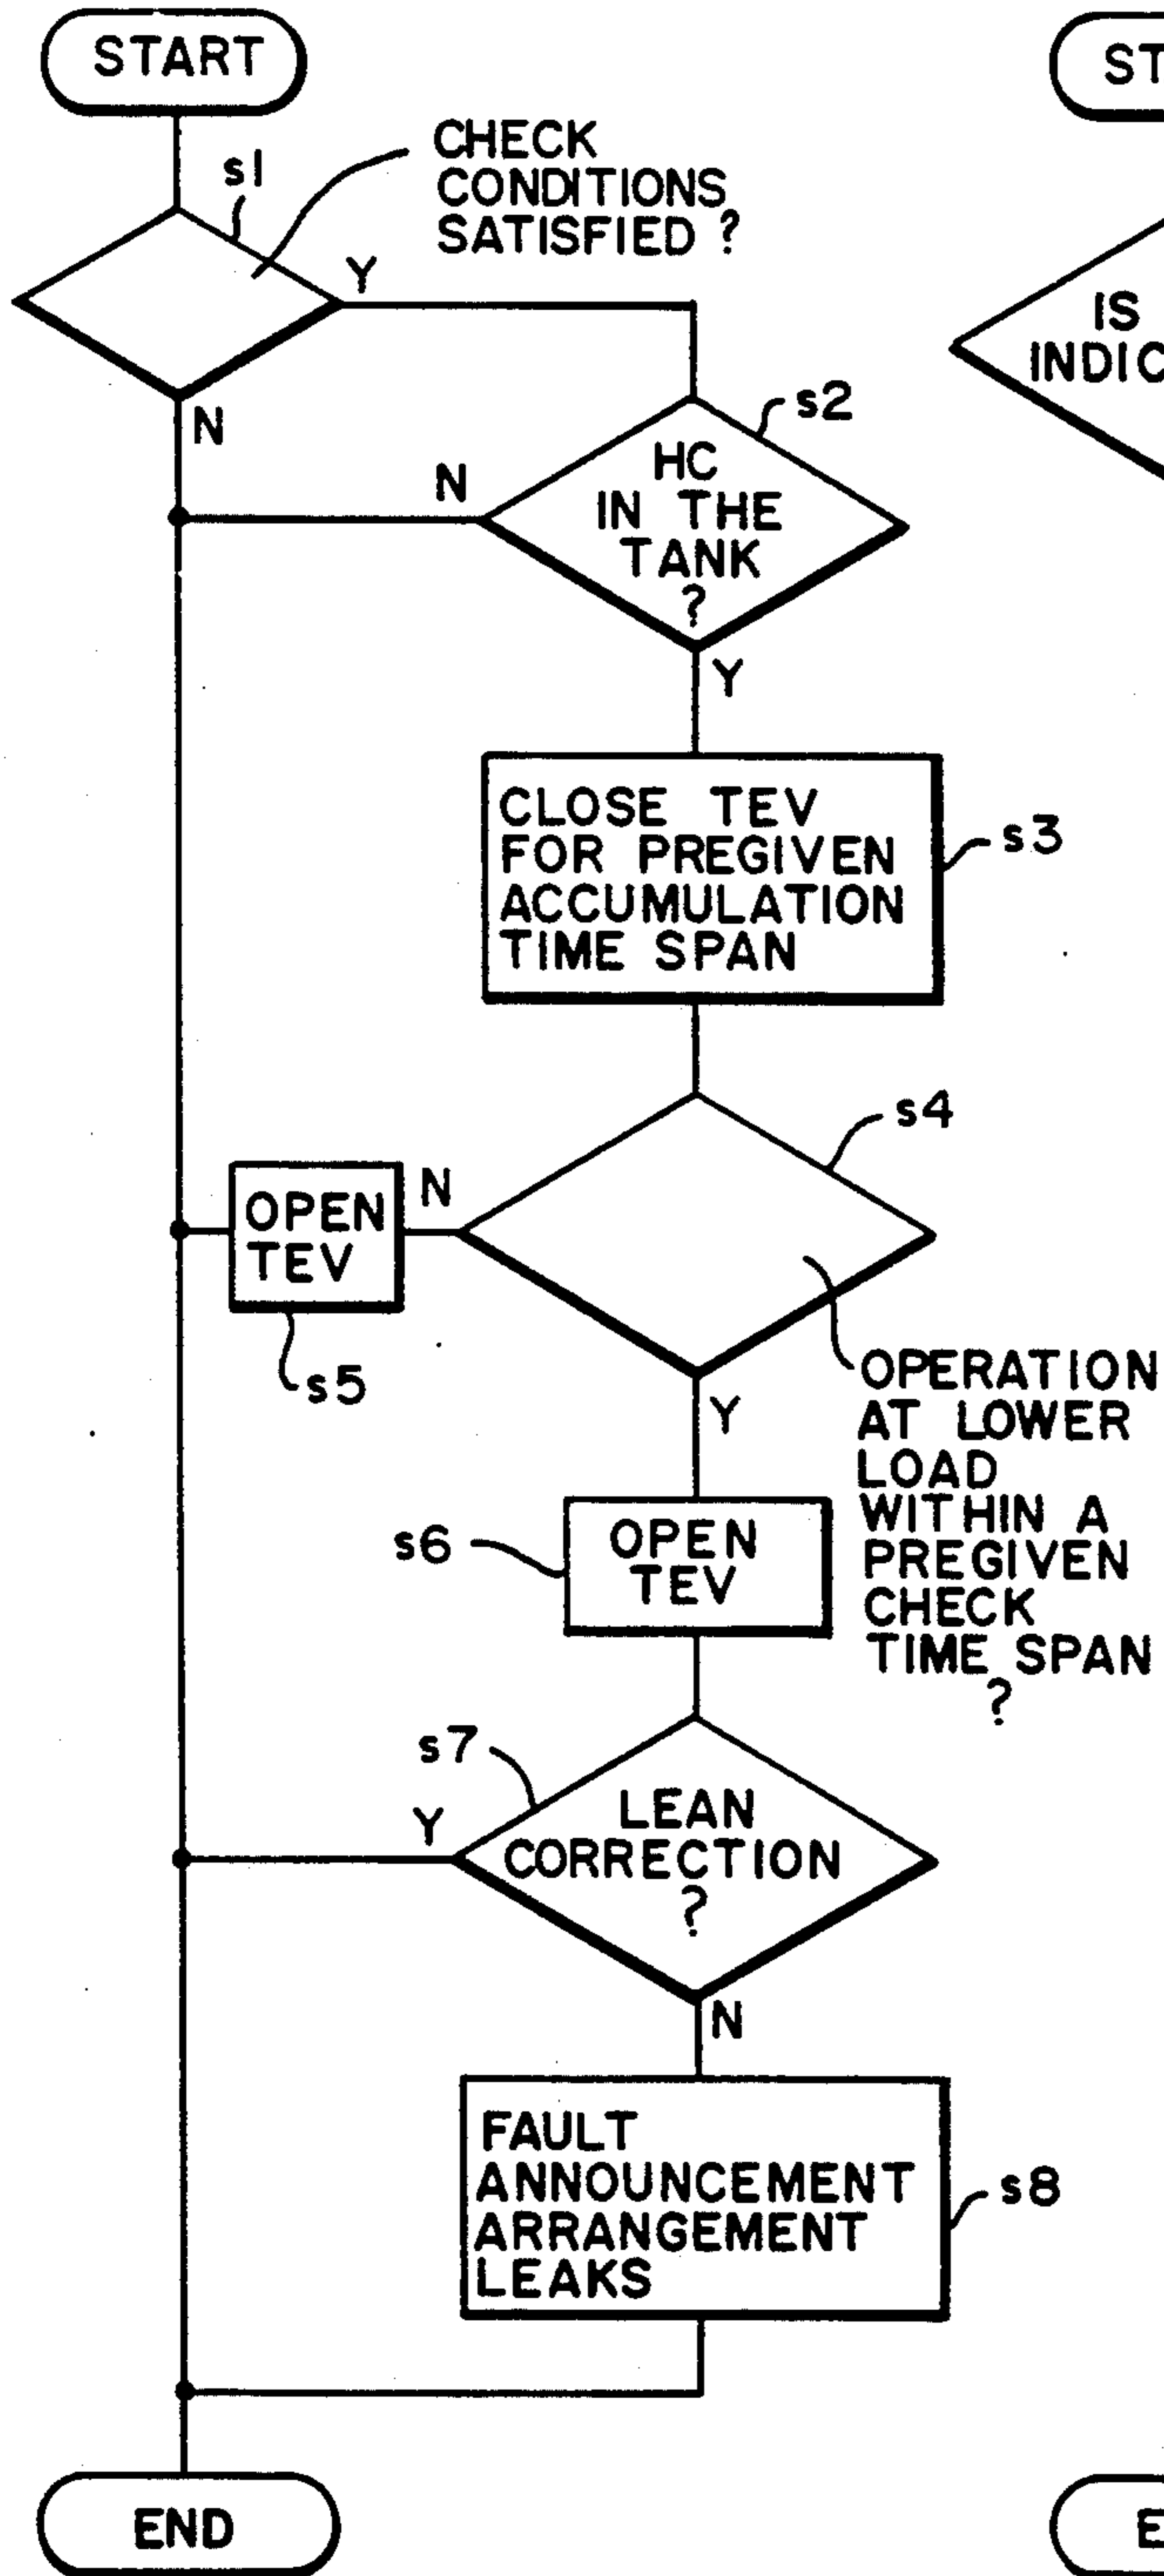 START
s1
CHECK
CONDITIONS
SATISFIED ?
Y
N
s2
HC
IN THE
TANK
?
N
Y
CLOSE TEV
FOR PREGIVEN
ACCUMULATION
TIME SPAN
s3
s4
N
OPEN
TEV
s5
Y
OPERATION
AT LOWER
LOAD
WITHIN A
PREGIVEN
CHECK
TIME SPAN
?
s6
OPEN
TEV
s7
Y
LEAN
CORRECTION
?
N
FAULT
ANNOUNCEMENT
ARRANGEMENT
LEAKS
s8
END
ST
IS
INDIC
E